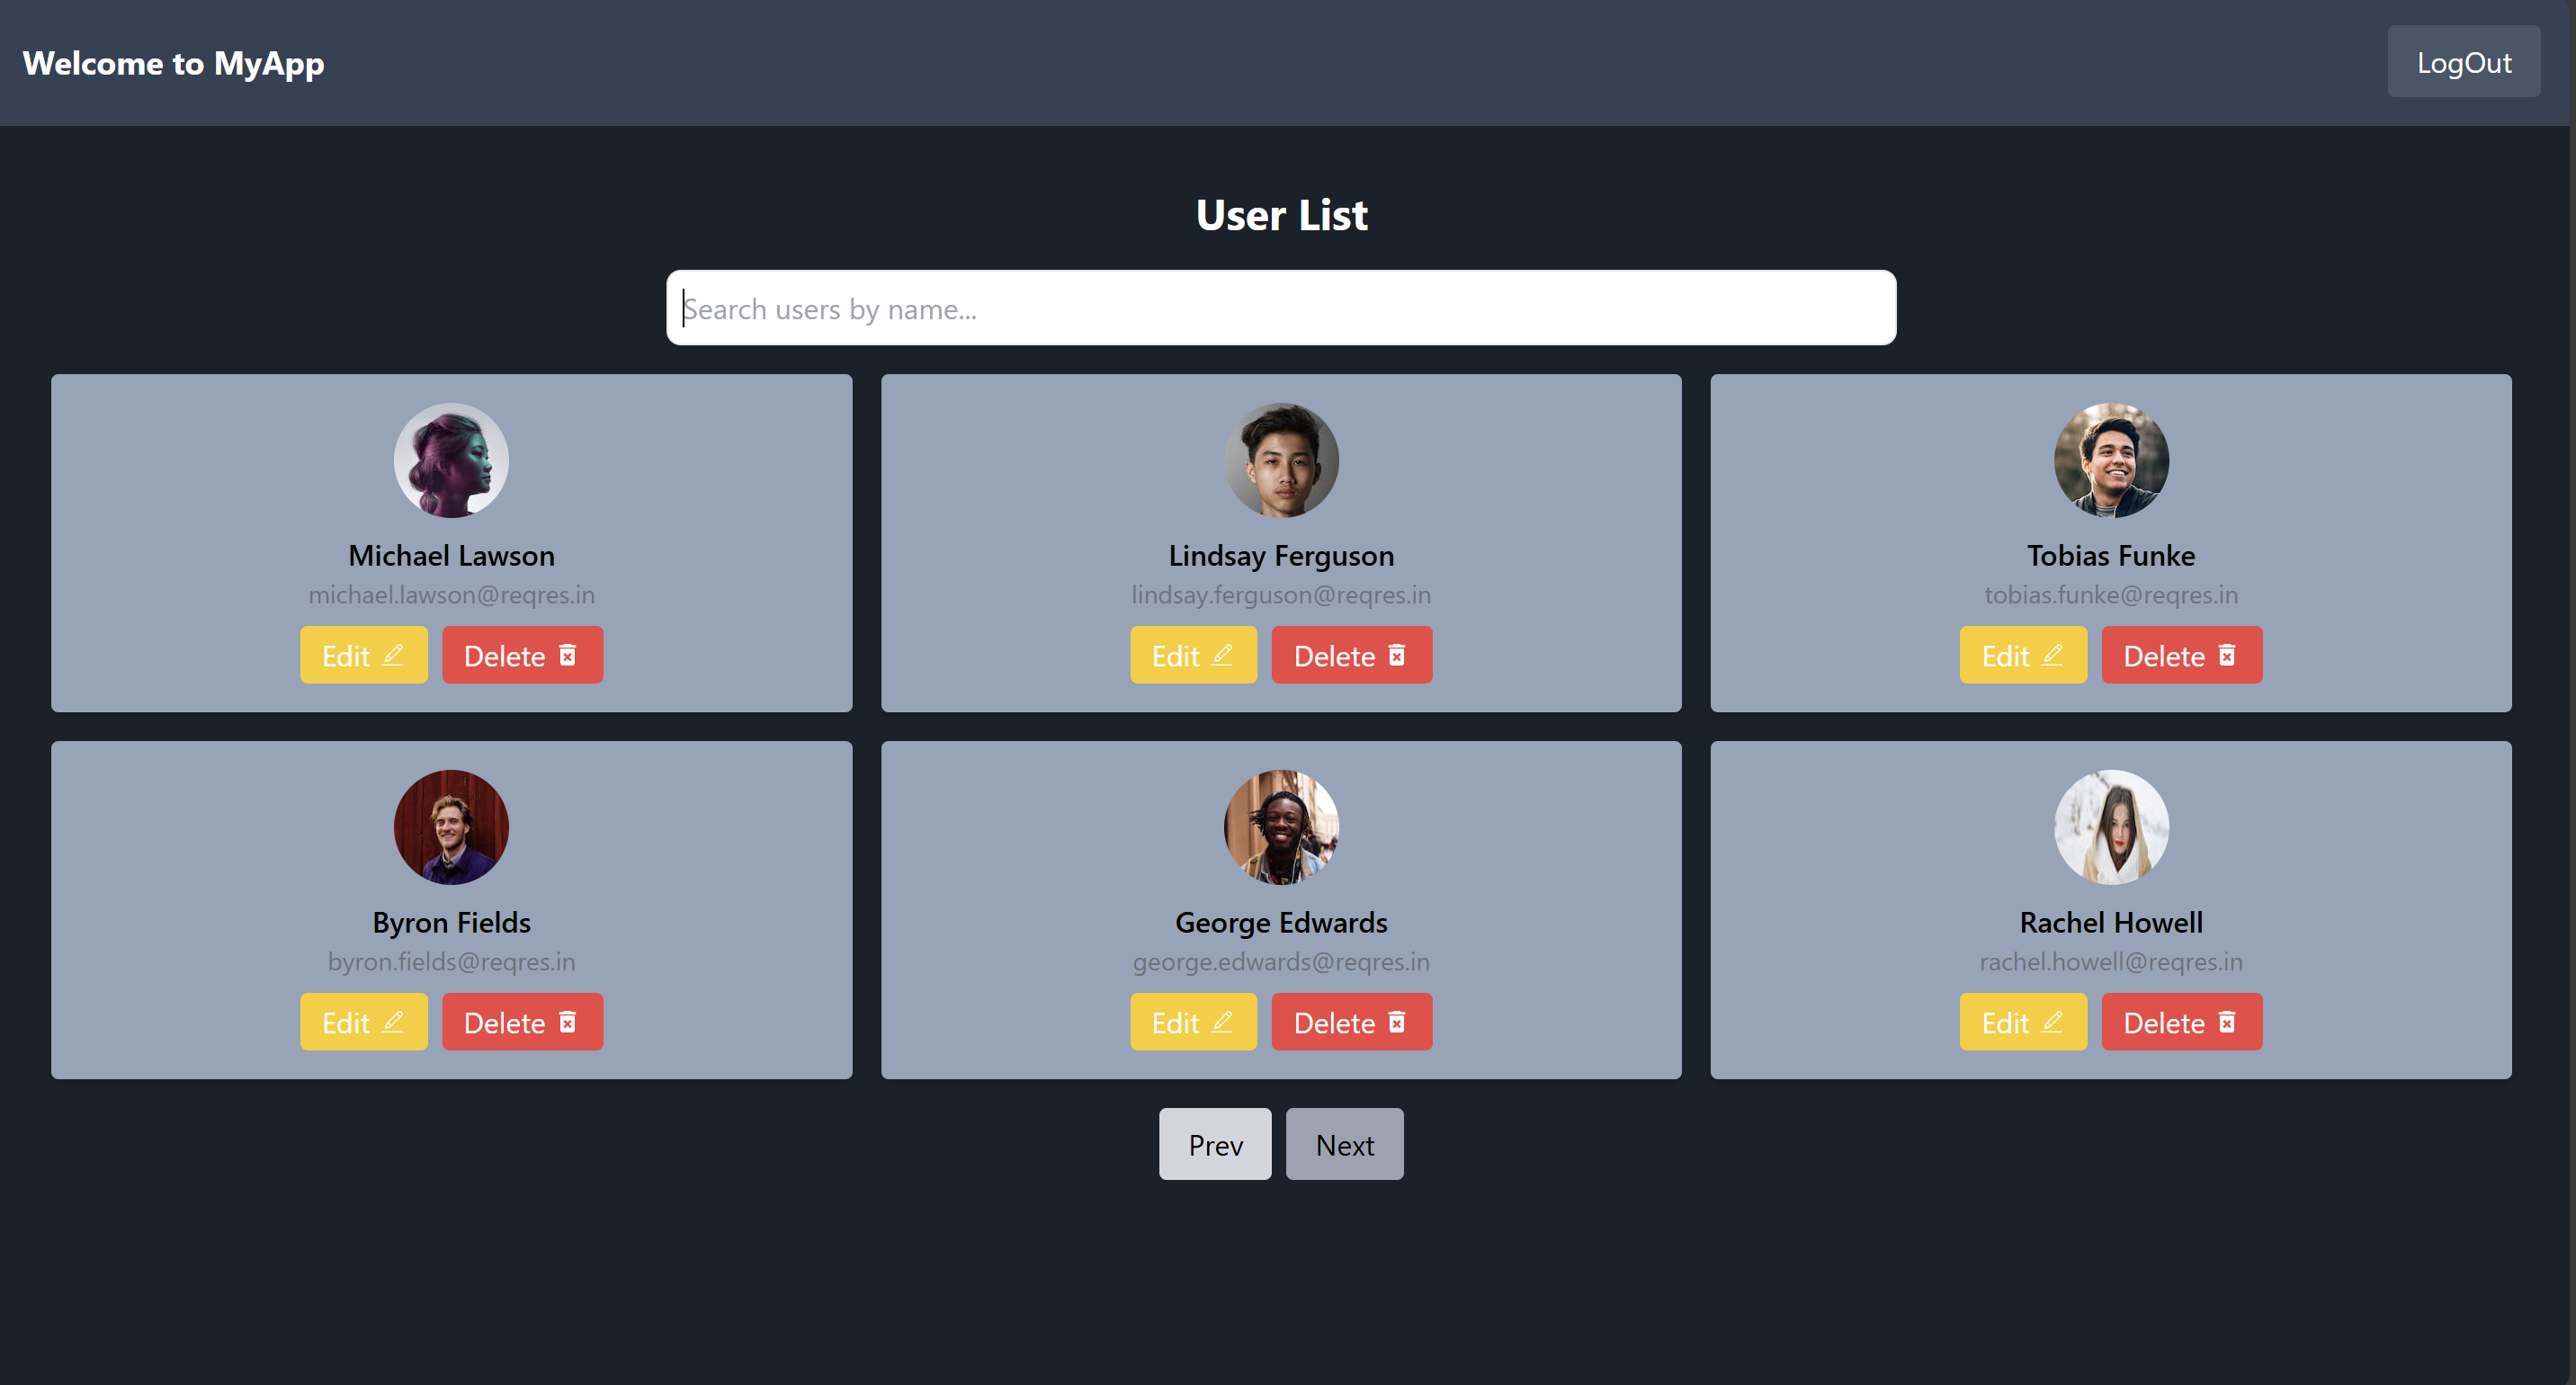 Welcome to MyApp
LogOut
User List
Search users by name...
Michael Lawson
michael.lawson@reqres.in
Edit
Delete
Lindsay Ferguson
lindsay.ferguson@reqres.in
Edit
Delete
Tobias Funke
tobias.funke@reqres.in
Edit
Delete
Byron Fields
byron.fields@reqres.in
Edit
Delete
George Edwards
george.edwards@reqres.in
Edit
Delete
Rachel Howell
rachel.howell@reqres.in
Edit
Delete
Prev
Next